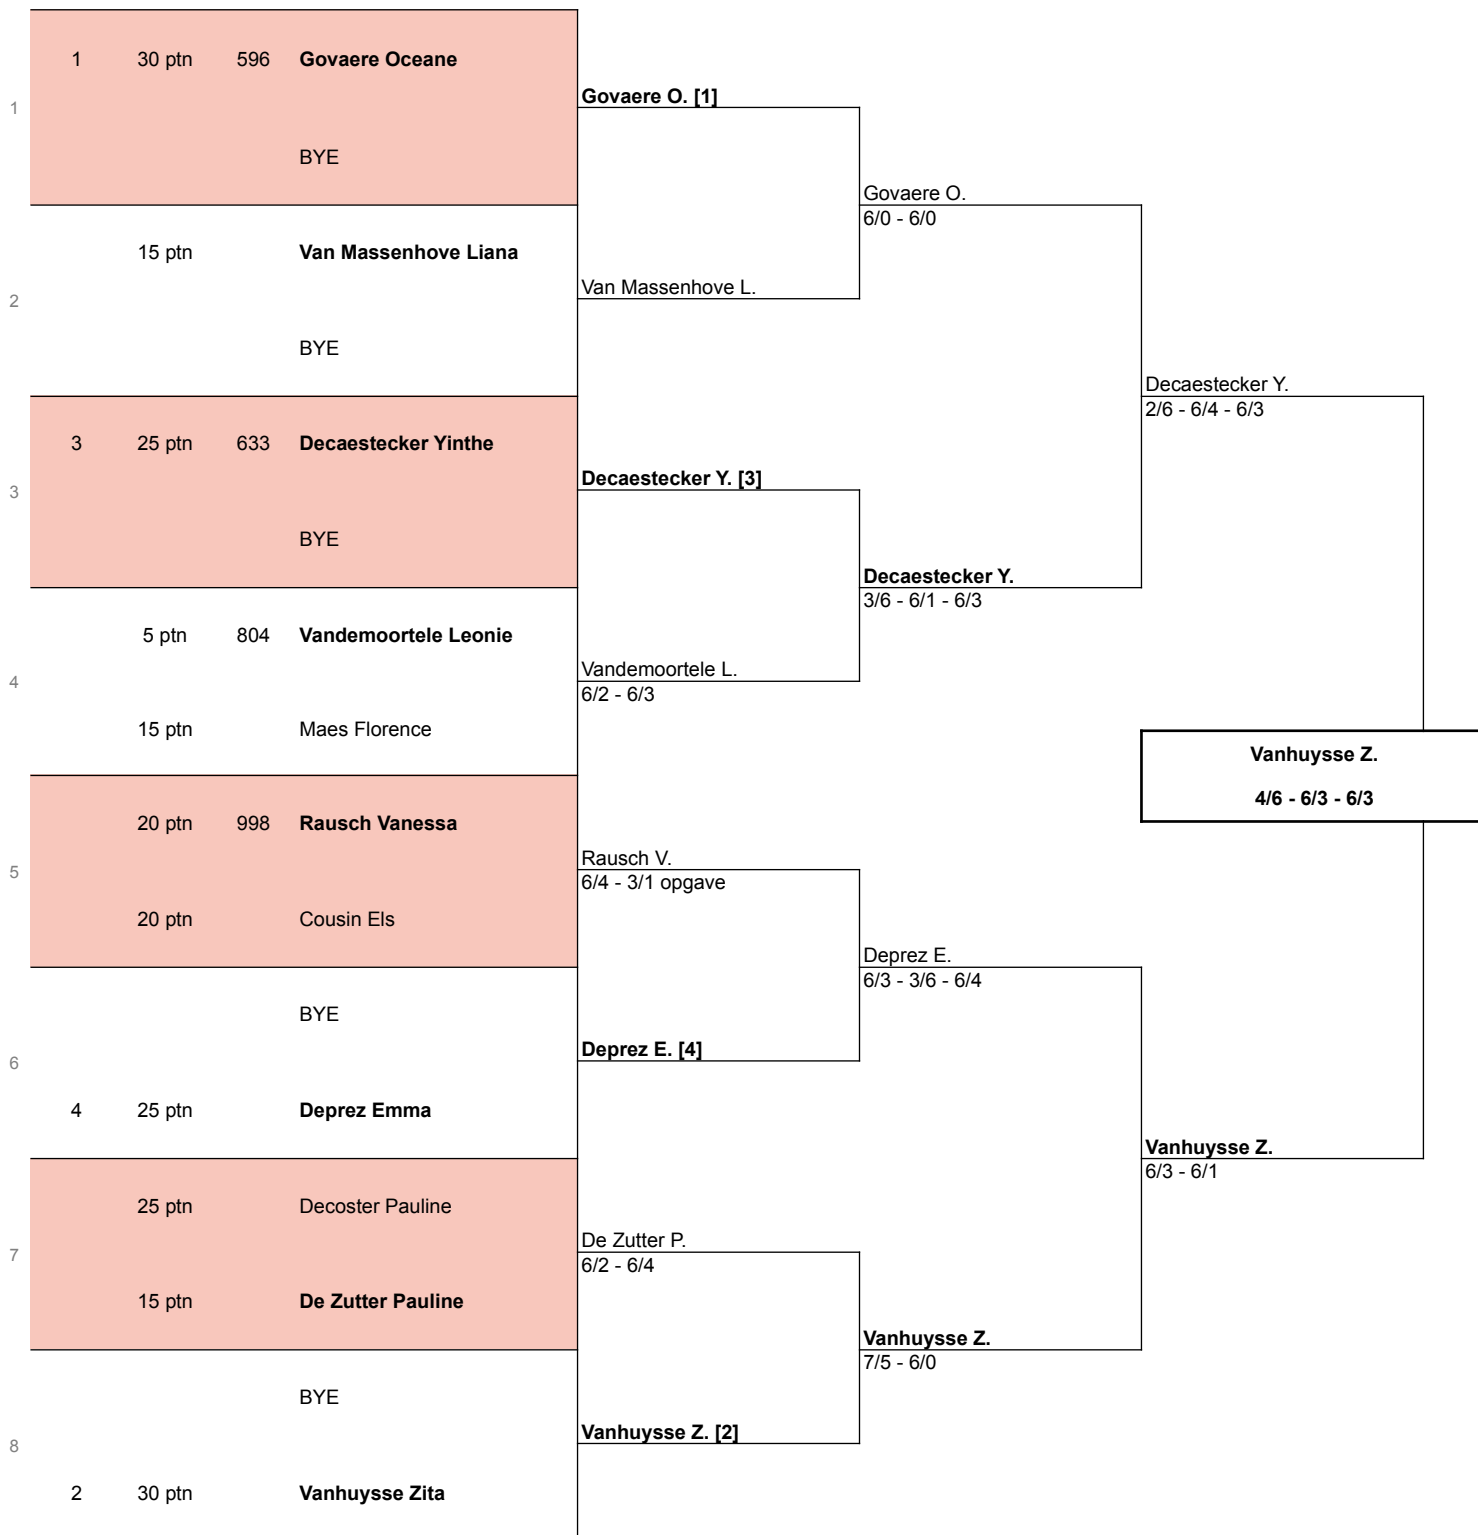 1 30 ptn 596 Govaere Oceane
Govaere O. [1]
1
BYE
Govaere O.
6/0 - 6/0
15 ptn Van Massenhove Liana
Van Massenhove L.
2
BYE
Decaestecker Y.
2/6 - 6/4 - 6/3
3 25 ptn 633 Decaestecker Yinthe
Decaestecker Y. [3]
3
BYE
Decaestecker Y.
3/6 - 6/1 - 6/3
5 ptn 804 Vandemoortele Leonie
Vandemoortele L.
4
6/2 - 6/3
15 ptn Maes Florence
Vanhuysse Z.
4/6 - 6/3 - 6/3
20 ptn 998 Rausch Vanessa
Rausch V.
5
6/4 - 3/1 opgave
20 ptn Cousin Els
Deprez E.
6/3 - 3/6 - 6/4
BYE
Deprez E. [4]
6
4 25 ptn Deprez Emma
Vanhuysse Z.
6/3 - 6/1
25 ptn Decoster Pauline
De Zutter P.
7
6/2 - 6/4
15 ptn De Zutter Pauline
Vanhuysse Z.
7/5 - 6/0
BYE
Vanhuysse Z. [2]
8
2 30 ptn Vanhuysse Zita